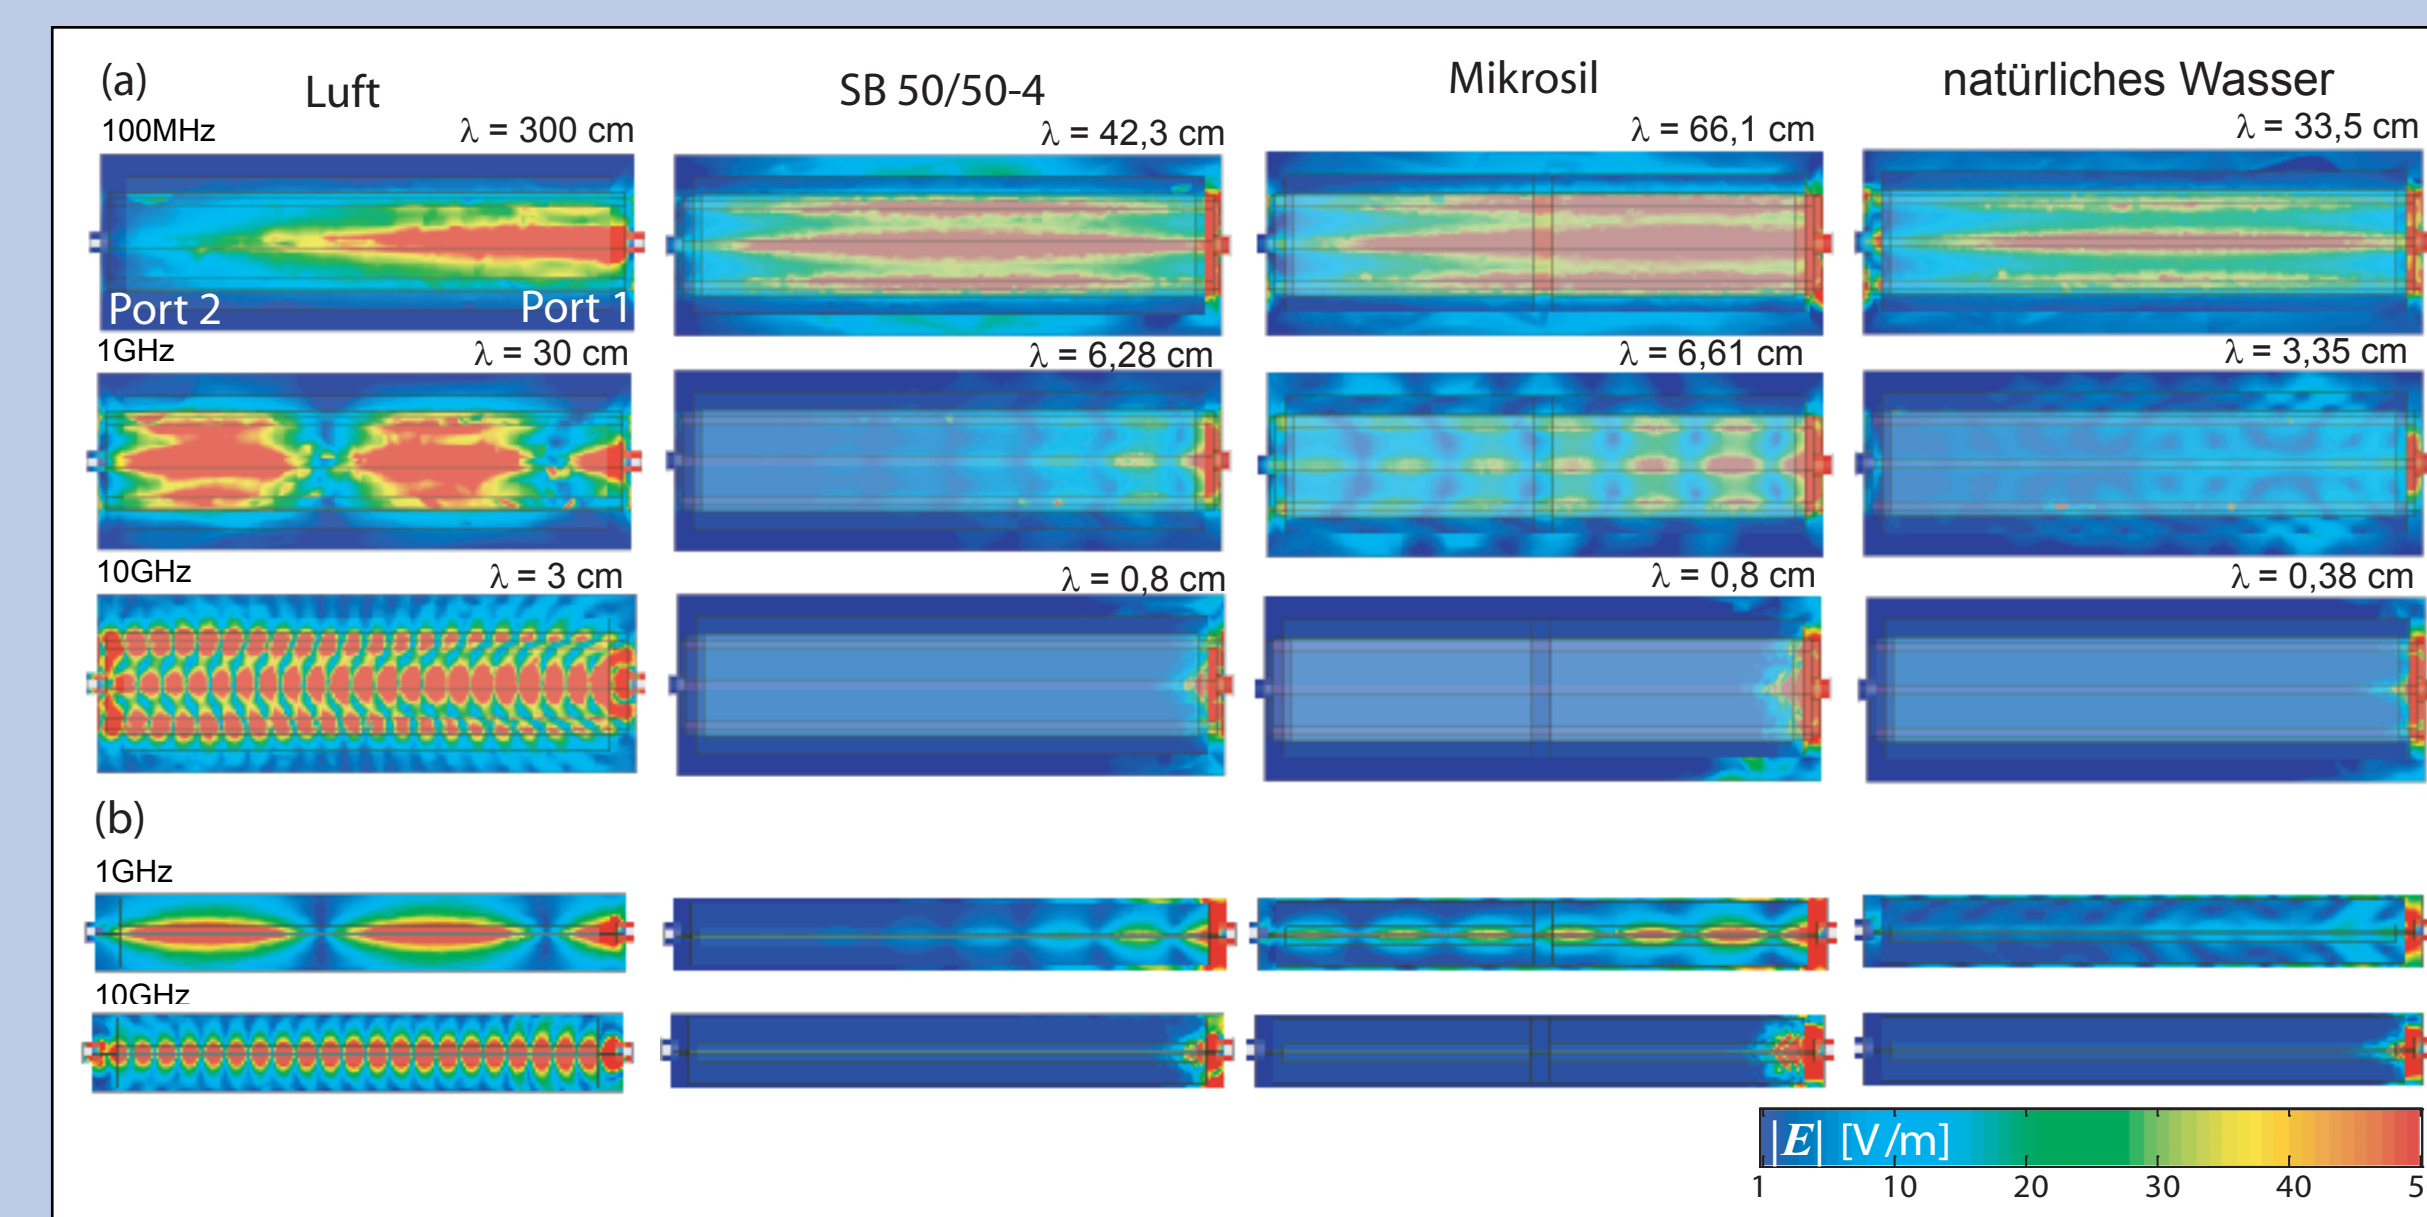 (a)
Luft
SB 50/50-4
Mikrosil
natürliches Wasser
100MHz
λ = 300 cm
λ = 42,3 cm
λ = 66,1 cm
λ = 33,5 cm
Port 2
Port 1
1GHz
λ = 30 cm
λ = 6,28 cm
λ = 6,61 cm
λ = 3,35 cm
10GHz
λ = 3 cm
λ = 0,8 cm
λ = 0,8 cm
λ = 0,38 cm
(b)
1GHz
10GHz
|E| [V/m]
1 10 20 30 40 5